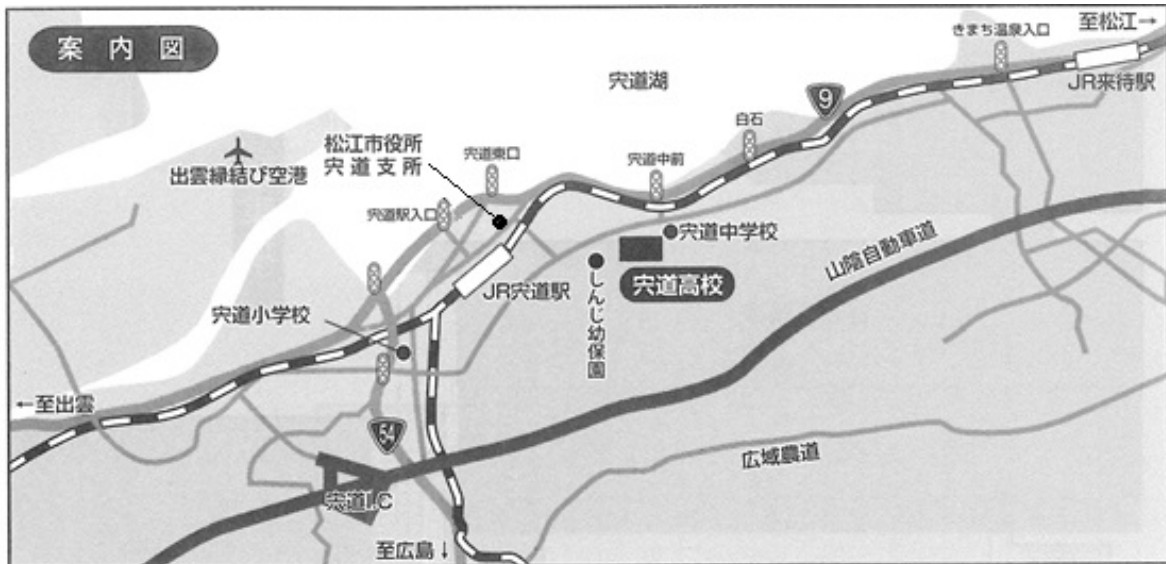 案内図
きまち温泉入口
至松江→
JR来待駅
宍道湖
9
白石
松江市役所
宍道支所
宍道東口
宍道中前
出雲縁結び空港
宍道駅入口
宍道中学校
宍道高校
山陰自動車道
JR宍道駅
しんじ幼保園
宍道小学校
←至出雲
54
広域農道
宍道I.C
至広島↓